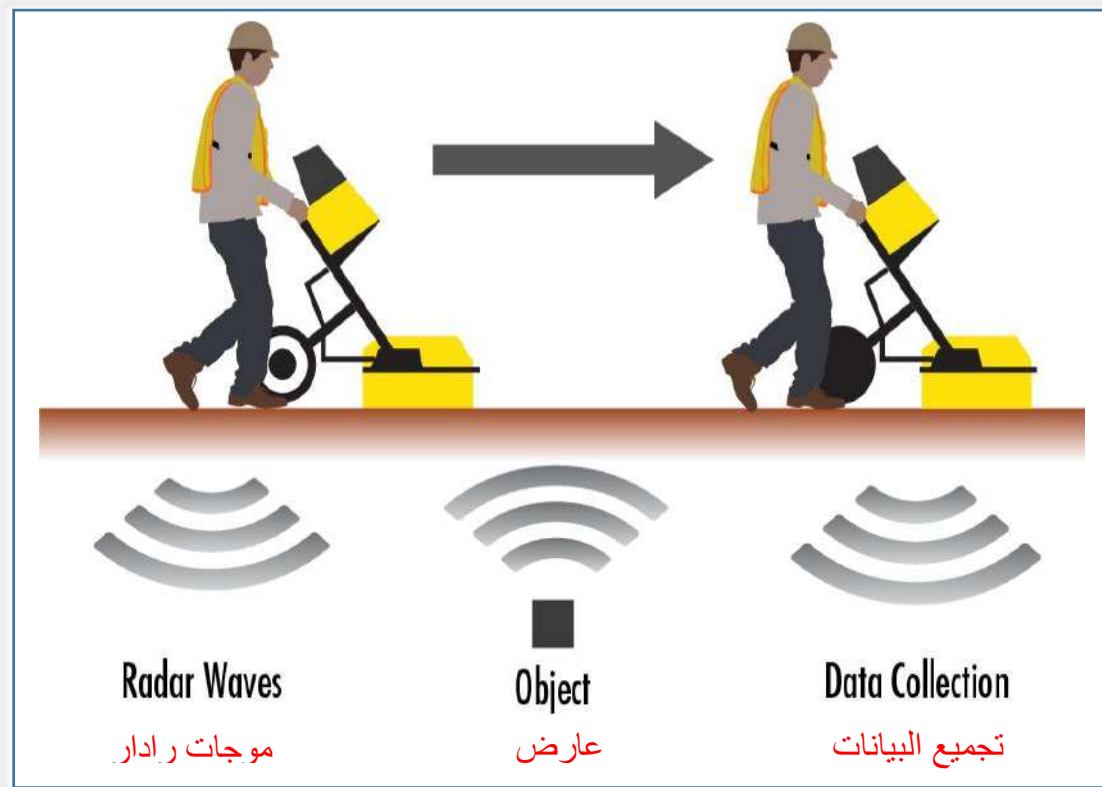 Radar Waves
Object
Data Collection
موجات رادار
عارض
تجميع البيانات